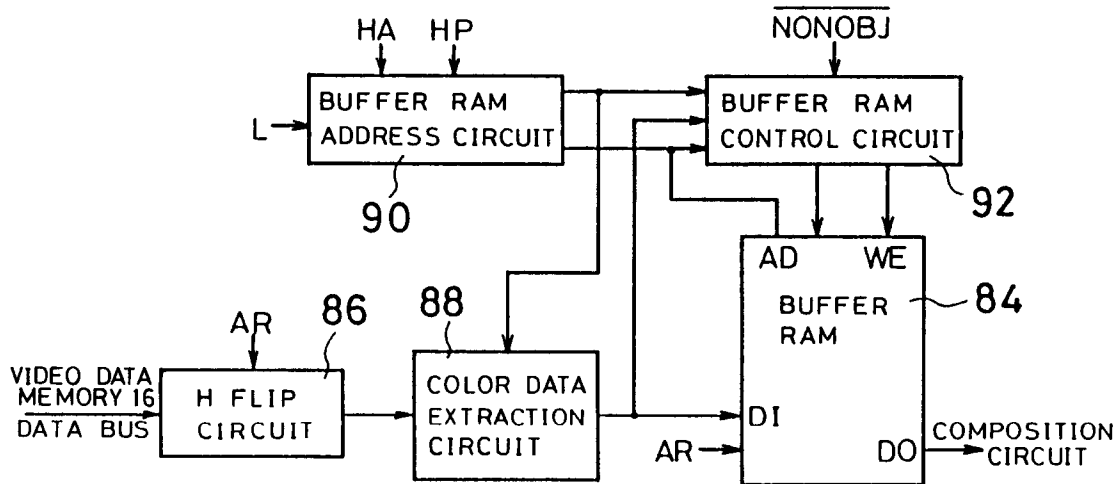 HA HP
NONOBJ
L
BUFFER RAM
ADDRESS CIRCUIT
90
BUFFER RAM
CONTROL CIRCUIT
92
AD WE
BUFFER
RAM
84
DI
AR
DO
COMPOSITION
CIRCUIT
AR
86
88
VIDEO DATA
MEMORY 16
DATA BUS
H FLIP
CIRCUIT
COLOR DATA
EXTRACTION
CIRCUIT